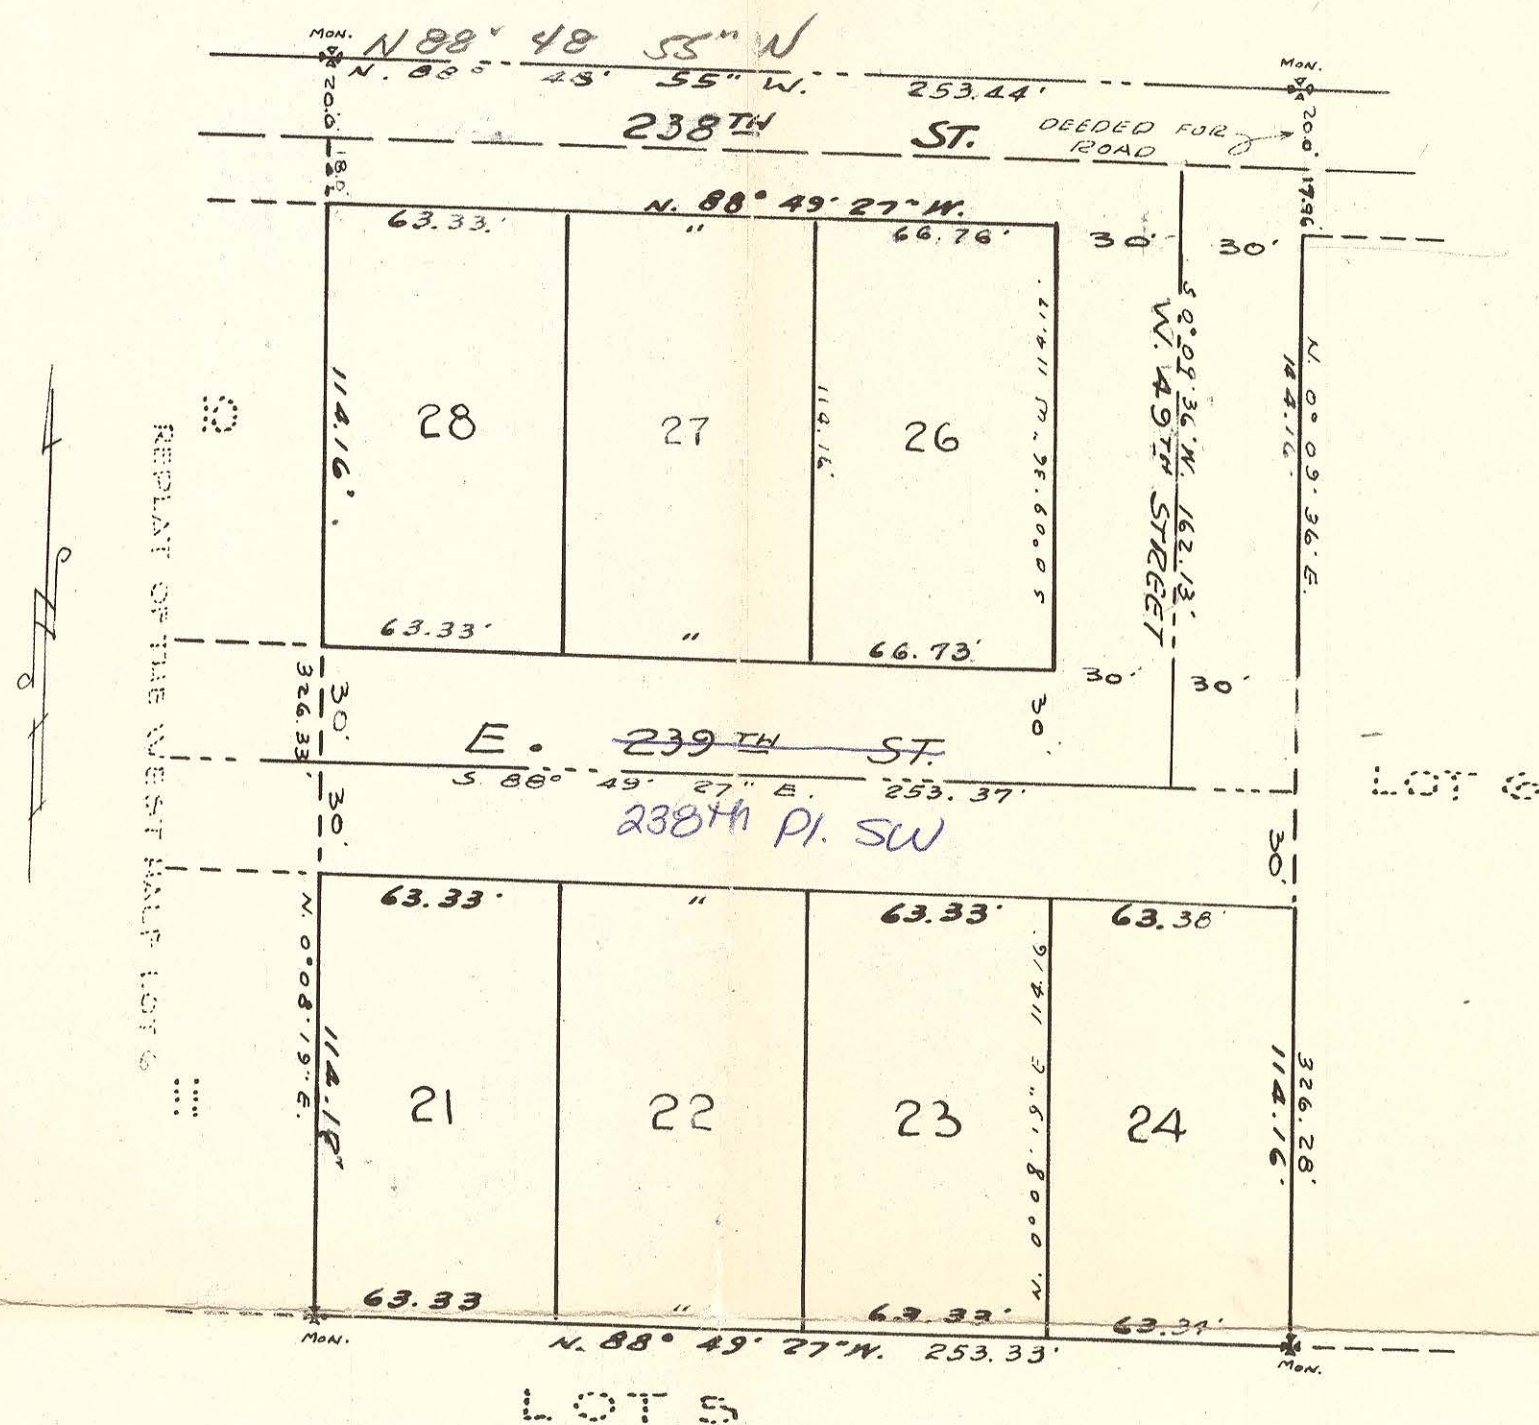 MON.
N 88° 48 55" W
MON.
N. 88° 48' 55" W. 253.44'
20.0'
20.0'
238TH ST.
DEEDED FOR
ROAD
18.0'
17.96'
N. 88° 49' 27" W.
63.33'
"
66.76'
30'
30'
114.16'
28
27
114.16'
26
S 0° 09' 36" W 114.17'
S 0° 09' 36" W. 162.13'
W. 49TH STREET
N. 0° 09' 36" E.
144.16'
10
REPLAT OF THE WEST HALF LOT 6
63.33'
"
66.73'
30'
30'
326.33'
30'
30'
E. 239TH ST.
S 88° 49' 27" E. 253.37'
238th Pl. SW
LOT 6
30'
30'
63.33'
"
63.33'
63.38'
N. 0° 08' 19" E.
114.18'
21
22
23
N. 0° 08' 19" E 114.16'
24
114.16'
326.28'
11
63.33
"
63.33'
63.34'
MON.
N. 88° 49' 27" W. 253.33'
MON.
LOT 5